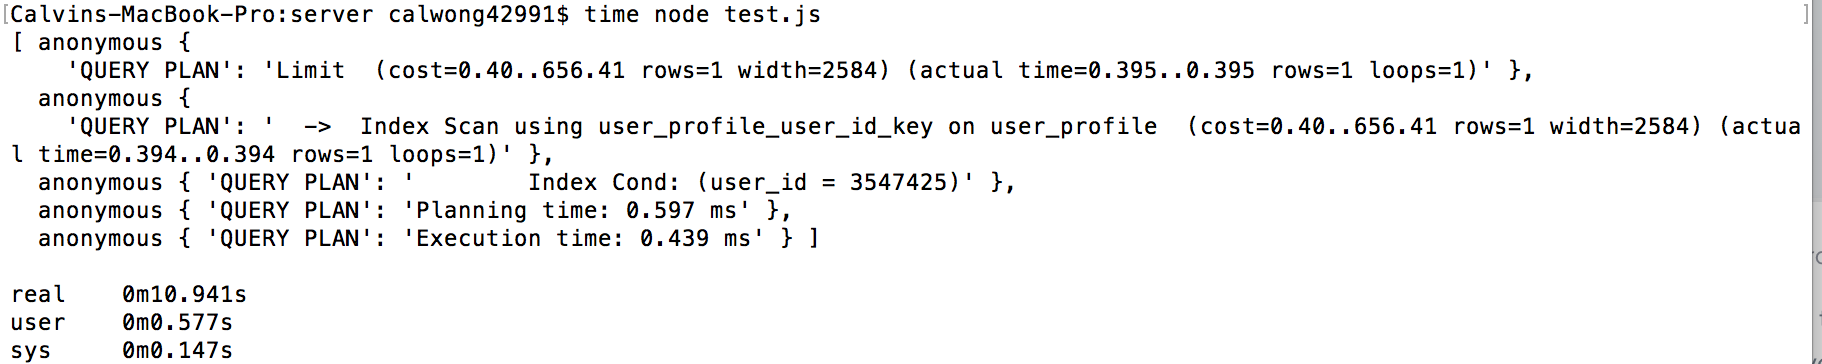 [Calvins-MacBook-Pro:server calwong42991$ time node test.js ]
[ anonymous {
    'QUERY PLAN': 'Limit  (cost=0.40..656.41 rows=1 width=2584) (actual time=0.395..0.395 rows=1 loops=1)' },
  anonymous {
    'QUERY PLAN': '  ->  Index Scan using user_profile_user_id_key on user_profile  (cost=0.40..656.41 rows=1 width=2584) (actua
l time=0.394..0.394 rows=1 loops=1)' },
  anonymous { 'QUERY PLAN': '        Index Cond: (user_id = 3547425)' },
  anonymous { 'QUERY PLAN': 'Planning time: 0.597 ms' },
  anonymous { 'QUERY PLAN': 'Execution time: 0.439 ms' } ]
real    0m10.941s
user    0m0.577s
sys     0m0.147s